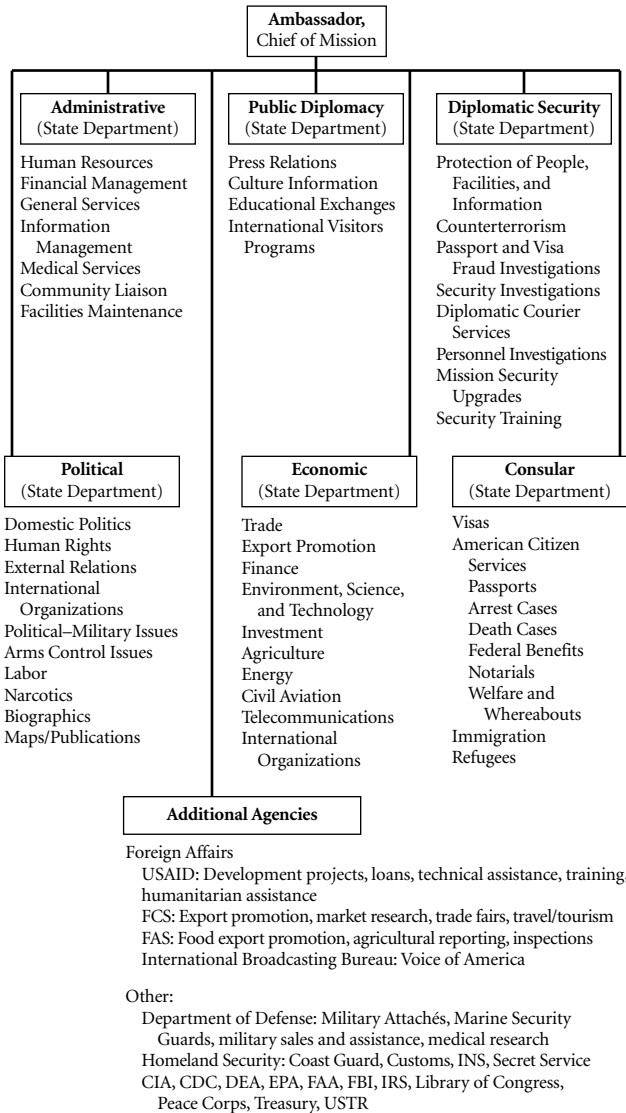 Ambassador,
Chief of Mission
Administrative
(State Department)
Human Resources
Financial Management
General Services
Information
Management
Medical Services
Community Liaison
Facilities Maintenance
Public Diplomacy
(State Department)
Press Relations
Culture Information
Educational Exchanges
International Visitors
Programs
Diplomatic Security
(State Department)
Protection of People,
Facilities, and
Information
Counterterrorism
Passport and Visa
Fraud Investigations
Security Investigations
Diplomatic Courier
Services
Personnel Investigations
Mission Security
Upgrades
Security Training
Political
(State Department)
Domestic Politics
Human Rights
External Relations
International
Organizations
Political–Military Issues
Arms Control Issues
Labor
Narcotics
Biographics
Maps/Publications
Economic
(State Department)
Trade
Export Promotion
Finance
Environment, Science,
and Technology
Investment
Agriculture
Energy
Civil Aviation
Telecommunications
International
Organizations
Consular
(State Department)
Visas
American Citizen
Services
Passports
Arrest Cases
Death Cases
Federal Benefits
Notarials
Welfare and
Whereabouts
Immigration
Refugees
Additional Agencies
Foreign Affairs
USAID: Development projects, loans, technical assistance, training,
humanitarian assistance
FCS: Export promotion, market research, trade fairs, travel/tourism
FAS: Food export promotion, agricultural reporting, inspections
International Broadcasting Bureau: Voice of America
Other:
Department of Defense: Military Attachés, Marine Security
Guards, military sales and assistance, medical research
Homeland Security: Coast Guard, Customs, INS, Secret Service
CIA, CDC, DEA, EPA, FAA, FBI, IRS, Library of Congress,
Peace Corps, Treasury, USTR